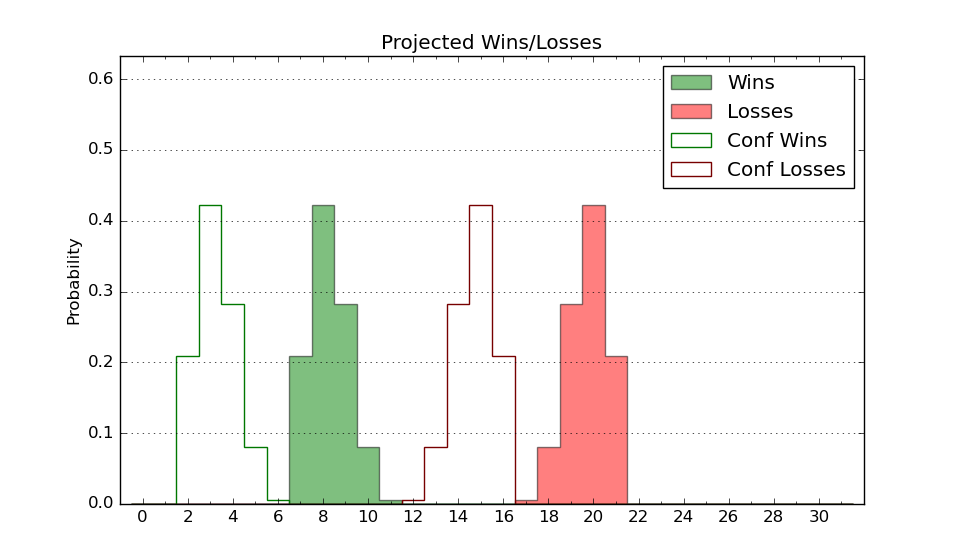 Projected Wins/Losses
0.6
0.5
0.4
0.3
0.2
0.1
0.0
Probability
Wins
Losses
Conf Wins
Conf Losses
0 2 4 6 8 10 12 14 16 18 20 22 24 26 28 30